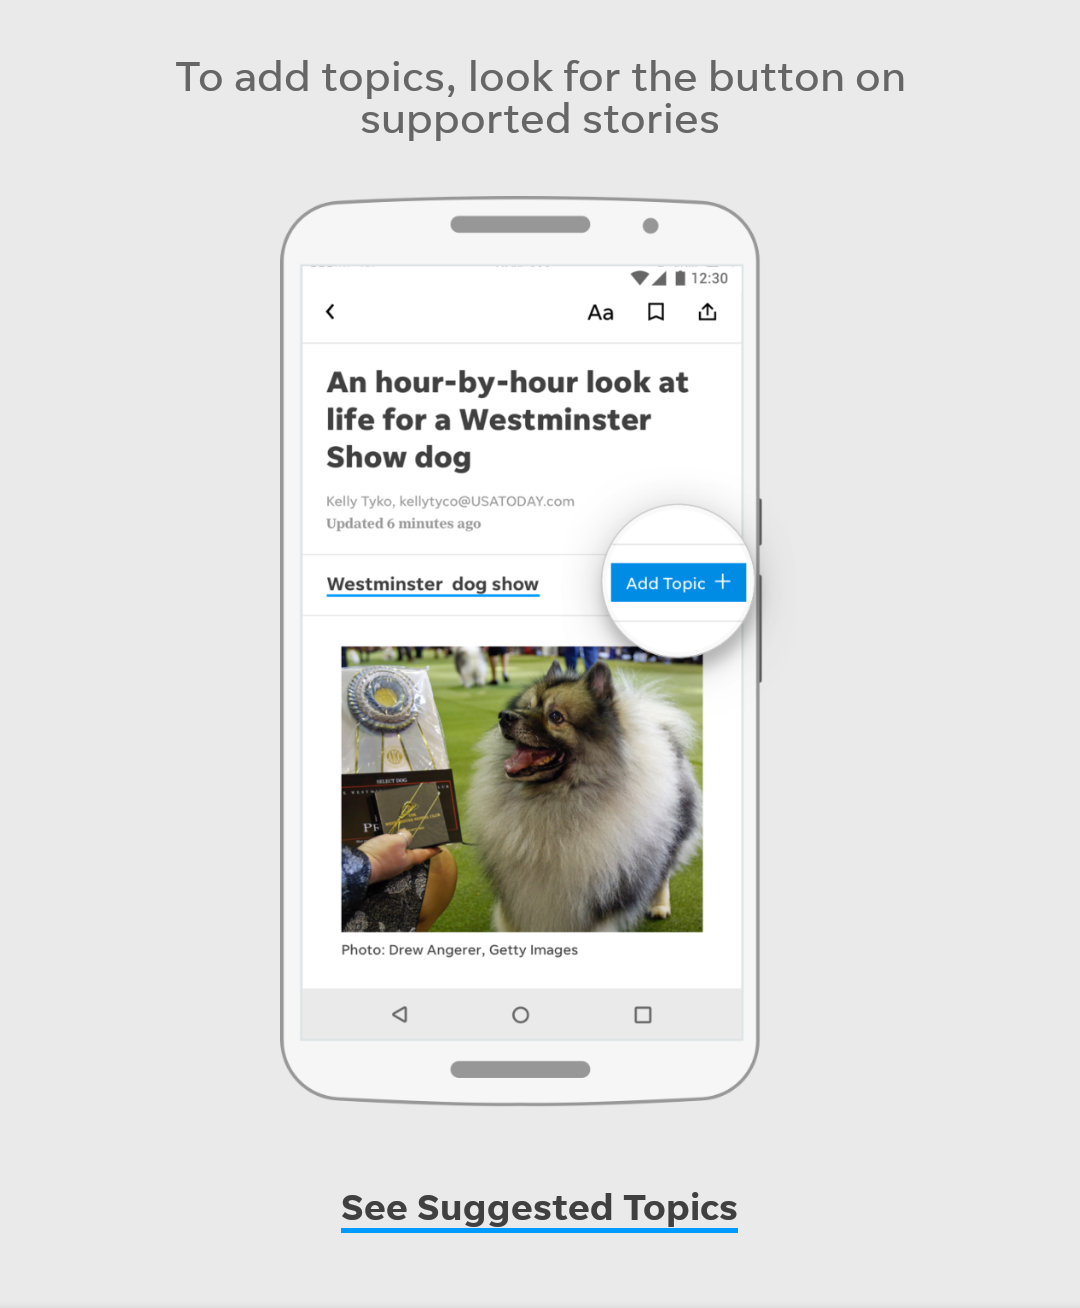 To add topics, look for the button on
supported stories
12:30
Aa
An hour-by-hour look at
life for a Westminster
Show dog
Kelly Tyko, kellytyco@USATODAY.com
Updated 6 minutes ago
Westminster dog show
Add Topic +
SELECT DOG
Photo: Drew Angerer, Getty Images
See Suggested Topics